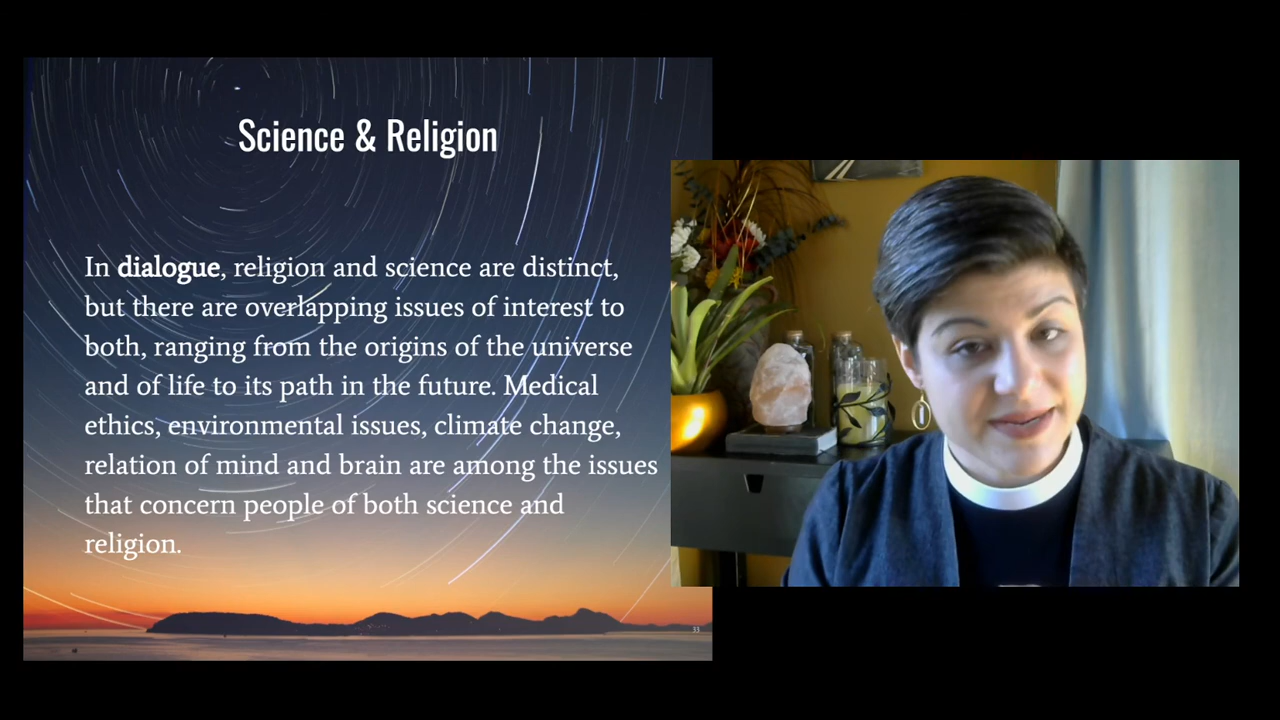 Science & Religion
In dialogue, religion and science are distinct,
but there are overlapping issues of interest to
both, ranging from the origins of the universe
and of life to its path in the future. Medical
ethics, environmental issues, climate change,
relation of mind and brain are among the issues
that concern people of both science and
religion.
33